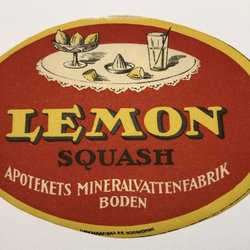 LEMON
SQUASH
APOTEKETS MINERALVATTENFABRIK
BODEN